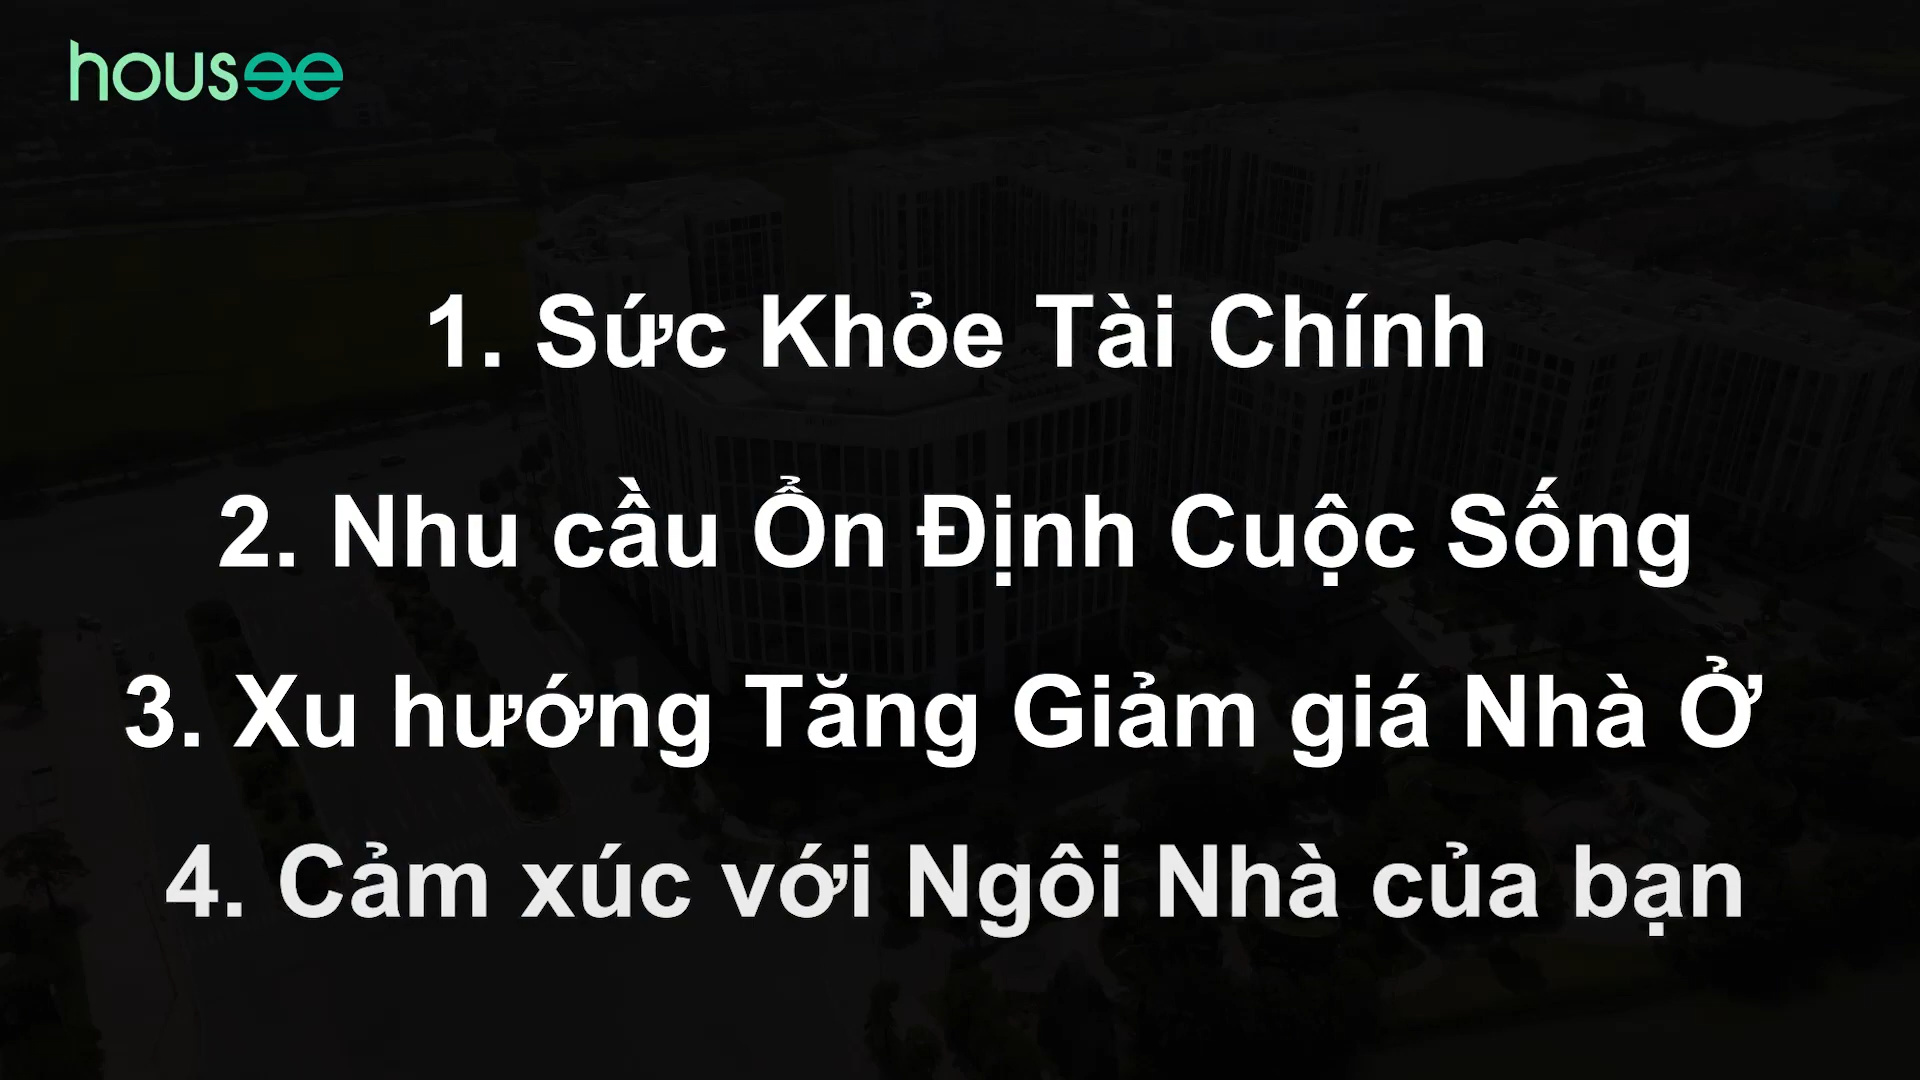 housee
1. Sức Khỏe Tài Chính
2. Nhu cầu Ổn Định Cuộc Sống
3. Xu hướng Tăng Giảm giá Nhà Ở
4. Cảm xúc với Ngôi Nhà của bạn